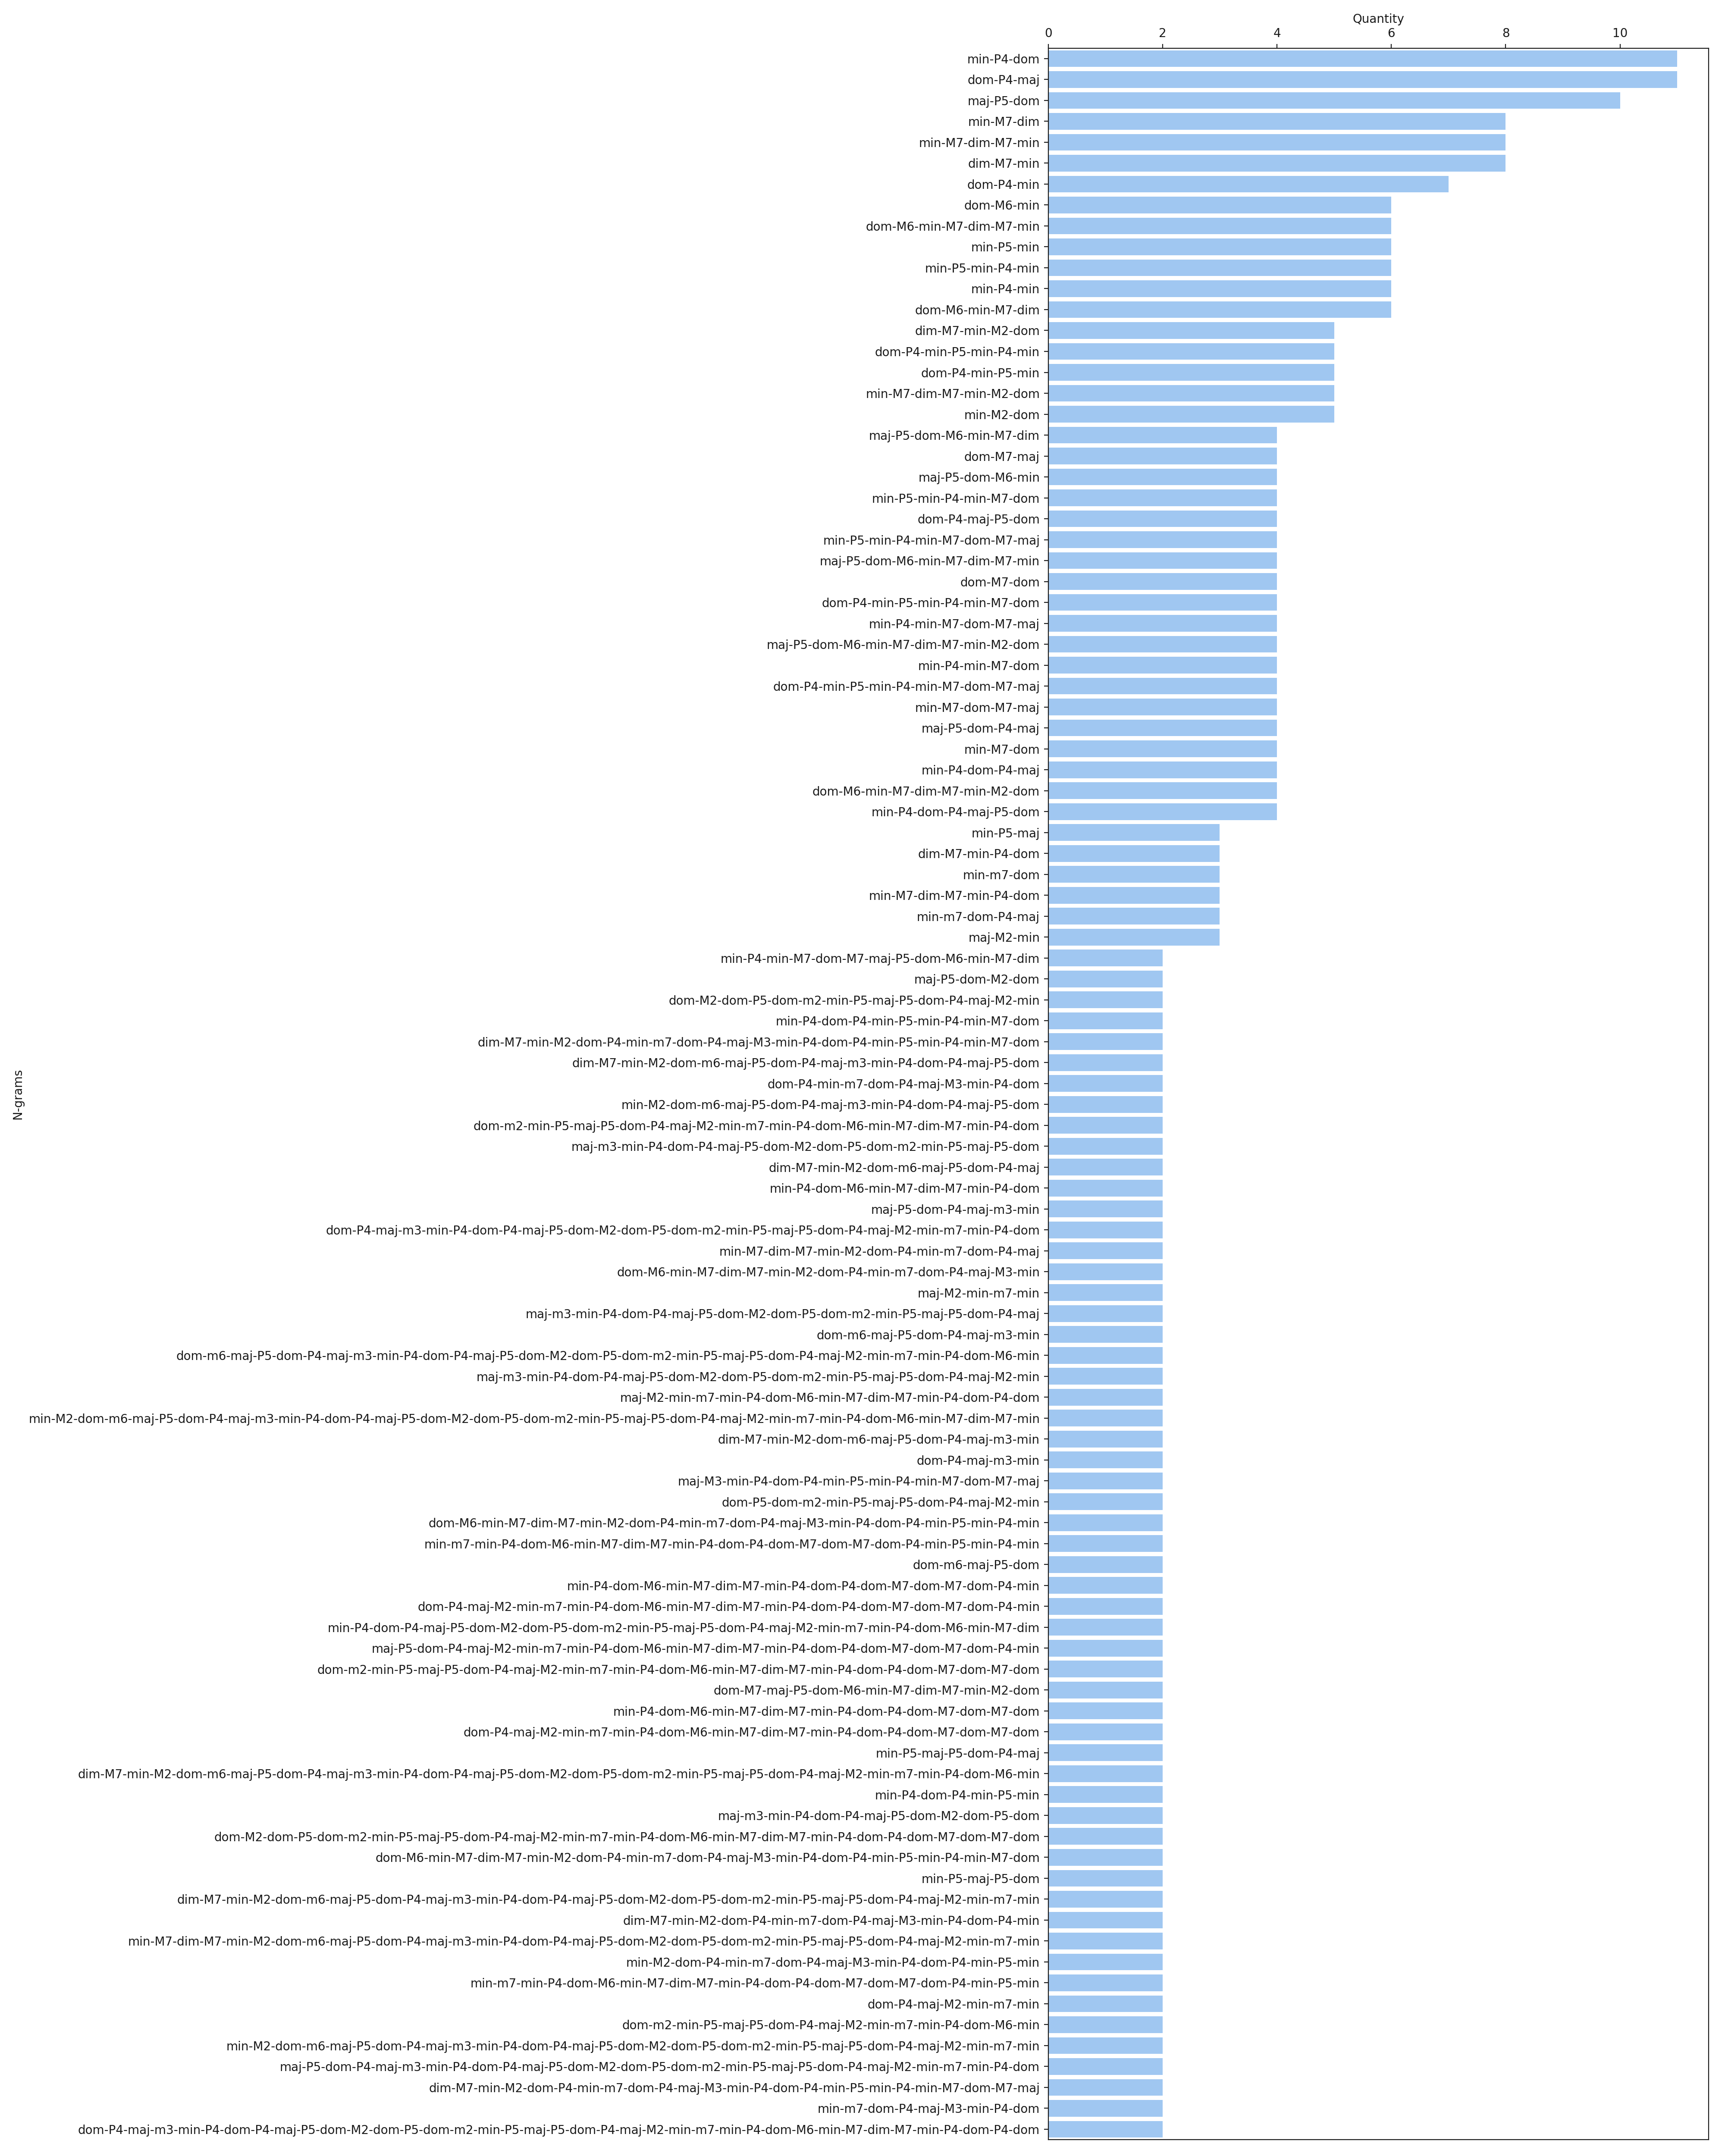 Quantity
0 2 4 6 8 10
min-P4-dom
dom-P4-maj
maj-P5-dom
min-M7-dim
min-M7-dim-M7-min
dim-M7-min
dom-P4-min
dom-M6-min
dom-M6-min-M7-dim-M7-min
min-P5-min
min-P5-min-P4-min
min-P4-min
dom-M6-min-M7-dim
dim-M7-min-M2-dom
dom-P4-min-P5-min-P4-min
dom-P4-min-P5-min
min-M7-dim-M7-min-M2-dom
min-M2-dom
maj-P5-dom-M6-min-M7-dim
dom-M7-maj
maj-P5-dom-M6-min
min-P5-min-P4-min-M7-dom
dom-P4-maj-P5-dom
min-P5-min-P4-min-M7-dom-M7-maj
maj-P5-dom-M6-min-M7-dim-M7-min
dom-M7-dom
dom-P4-min-P5-min-P4-min-M7-dom
min-P4-min-M7-dom-M7-maj
maj-P5-dom-M6-min-M7-dim-M7-min-M2-dom
min-P4-min-M7-dom
dom-P4-min-P5-min-P4-min-M7-dom-M7-maj
min-M7-dom-M7-maj
maj-P5-dom-P4-maj
min-M7-dom
min-P4-dom-P4-maj
dom-M6-min-M7-dim-M7-min-M2-dom
min-P4-dom-P4-maj-P5-dom
min-P5-maj
dim-M7-min-P4-dom
min-m7-dom
min-M7-dim-M7-min-P4-dom
min-m7-dom-P4-maj
maj-M2-min
min-P4-min-M7-dom-M7-maj-P5-dom-M6-min-M7-dim
maj-P5-dom-M2-dom
dom-M2-dom-P5-dom-m2-min-P5-maj-P5-dom-P4-maj-M2-min
min-P4-dom-P4-min-P5-min-P4-min-M7-dom
dim-M7-min-M2-dom-P4-min-m7-dom-P4-maj-M3-min-P4-dom-P4-min-P5-min-P4-min-M7-dom
dim-M7-min-M2-dom-m6-maj-P5-dom-P4-maj-m3-min-P4-dom-P4-maj-P5-dom
dom-P4-min-m7-dom-P4-maj-M3-min-P4-dom
min-M2-dom-m6-maj-P5-dom-P4-maj-m3-min-P4-dom-P4-maj-P5-dom
dom-m2-min-P5-maj-P5-dom-P4-maj-M2-min-m7-min-P4-dom-M6-min-M7-dim-M7-min-P4-dom
maj-m3-min-P4-dom-P4-maj-P5-dom-M2-dom-P5-dom-m2-min-P5-maj-P5-dom
dim-M7-min-M2-dom-m6-maj-P5-dom-P4-maj
min-P4-dom-M6-min-M7-dim-M7-min-P4-dom
maj-P5-dom-P4-maj-m3-min
dom-P4-maj-m3-min-P4-dom-P4-maj-P5-dom-M2-dom-P5-dom-m2-min-P5-maj-P5-dom-P4-maj-M2-min-m7-min-P4-dom
min-M7-dim-M7-min-M2-dom-P4-min-m7-dom-P4-maj
dom-M6-min-M7-dim-M7-min-M2-dom-P4-min-m7-dom-P4-maj-M3-min
maj-M2-min-m7-min
maj-m3-min-P4-dom-P4-maj-P5-dom-M2-dom-P5-dom-m2-min-P5-maj-P5-dom-P4-maj
dom-m6-maj-P5-dom-P4-maj-m3-min
dom-m6-maj-P5-dom-P4-maj-m3-min-P4-dom-P4-maj-P5-dom-M2-dom-P5-dom-m2-min-P5-maj-P5-dom-P4-maj-M2-min-m7-min-P4-dom-M6-min
maj-m3-min-P4-dom-P4-maj-P5-dom-M2-dom-P5-dom-m2-min-P5-maj-P5-dom-P4-maj-M2-min
maj-M2-min-m7-min-P4-dom-M6-min-M7-dim-M7-min-P4-dom-P4-dom
min-M2-dom-m6-maj-P5-dom-P4-maj-m3-min-P4-dom-P4-maj-P5-dom-M2-dom-P5-dom-m2-min-P5-maj-P5-dom-P4-maj-M2-min-m7-min-P4-dom-M6-min-M7-dim-M7-min
dim-M7-min-M2-dom-m6-maj-P5-dom-P4-maj-m3-min
dom-P4-maj-m3-min
maj-M3-min-P4-dom-P4-min-P5-min-P4-min-M7-dom-M7-maj
dom-P5-dom-m2-min-P5-maj-P5-dom-P4-maj-M2-min
dom-M6-min-M7-dim-M7-min-M2-dom-P4-min-m7-dom-P4-maj-M3-min-P4-dom-P4-min-P5-min-P4-min
min-m7-min-P4-dom-M6-min-M7-dim-M7-min-P4-dom-P4-dom-M7-dom-M7-dom-P4-min-P5-min-P4-min
dom-m6-maj-P5-dom
min-P4-dom-M6-min-M7-dim-M7-min-P4-dom-P4-dom-M7-dom-M7-dom-P4-min
dom-P4-maj-M2-min-m7-min-P4-dom-M6-min-M7-dim-M7-min-P4-dom-P4-dom-M7-dom-M7-dom-P4-min
min-P4-dom-P4-maj-P5-dom-M2-dom-P5-dom-m2-min-P5-maj-P5-dom-P4-maj-M2-min-m7-min-P4-dom-M6-min-M7-dim
maj-P5-dom-P4-maj-M2-min-m7-min-P4-dom-M6-min-M7-dim-M7-min-P4-dom-P4-dom-M7-dom-M7-dom-P4-min
dom-m2-min-P5-maj-P5-dom-P4-maj-M2-min-m7-min-P4-dom-M6-min-M7-dim-M7-min-P4-dom-P4-dom-M7-dom-M7-dom
dom-M7-maj-P5-dom-M6-min-M7-dim-M7-min-M2-dom
min-P4-dom-M6-min-M7-dim-M7-min-P4-dom-P4-dom-M7-dom-M7-dom
dom-P4-maj-M2-min-m7-min-P4-dom-M6-min-M7-dim-M7-min-P4-dom-P4-dom-M7-dom-M7-dom
min-P5-maj-P5-dom-P4-maj
dim-M7-min-M2-dom-m6-maj-P5-dom-P4-maj-m3-min-P4-dom-P4-maj-P5-dom-M2-dom-P5-dom-m2-min-P5-maj-P5-dom-P4-maj-M2-min-m7-min-P4-dom-M6-min
min-P4-dom-P4-min-P5-min
maj-m3-min-P4-dom-P4-maj-P5-dom-M2-dom-P5-dom
dom-M2-dom-P5-dom-m2-min-P5-maj-P5-dom-P4-maj-M2-min-m7-min-P4-dom-M6-min-M7-dim-M7-min-P4-dom-P4-dom-M7-dom-M7-dom
dom-M6-min-M7-dim-M7-min-M2-dom-P4-min-m7-dom-P4-maj-M3-min-P4-dom-P4-min-P5-min-P4-min-M7-dom
min-P5-maj-P5-dom
dim-M7-min-M2-dom-m6-maj-P5-dom-P4-maj-m3-min-P4-dom-P4-maj-P5-dom-M2-dom-P5-dom-m2-min-P5-maj-P5-dom-P4-maj-M2-min-m7-min
dim-M7-min-M2-dom-P4-min-m7-dom-P4-maj-M3-min-P4-dom-P4-min
min-M7-dim-M7-min-M2-dom-m6-maj-P5-dom-P4-maj-m3-min-P4-dom-P4-maj-P5-dom-M2-dom-P5-dom-m2-min-P5-maj-P5-dom-P4-maj-M2-min-m7-min
min-M2-dom-P4-min-m7-dom-P4-maj-M3-min-P4-dom-P4-min-P5-min
min-m7-min-P4-dom-M6-min-M7-dim-M7-min-P4-dom-P4-dom-M7-dom-M7-dom-P4-min-P5-min
dom-P4-maj-M2-min-m7-min
dom-m2-min-P5-maj-P5-dom-P4-maj-M2-min-m7-min-P4-dom-M6-min
min-M2-dom-m6-maj-P5-dom-P4-maj-m3-min-P4-dom-P4-maj-P5-dom-M2-dom-P5-dom-m2-min-P5-maj-P5-dom-P4-maj-M2-min-m7-min
maj-P5-dom-P4-maj-m3-min-P4-dom-P4-maj-P5-dom-M2-dom-P5-dom-m2-min-P5-maj-P5-dom-P4-maj-M2-min-m7-min-P4-dom
dim-M7-min-M2-dom-P4-min-m7-dom-P4-maj-M3-min-P4-dom-P4-min-P5-min-P4-min-M7-dom-M7-maj
min-m7-dom-P4-maj-M3-min-P4-dom
dom-P4-maj-m3-min-P4-dom-P4-maj-P5-dom-M2-dom-P5-dom-m2-min-P5-maj-P5-dom-P4-maj-M2-min-m7-min-P4-dom-M6-min-M7-dim-M7-min-P4-dom-P4-dom
N-grams